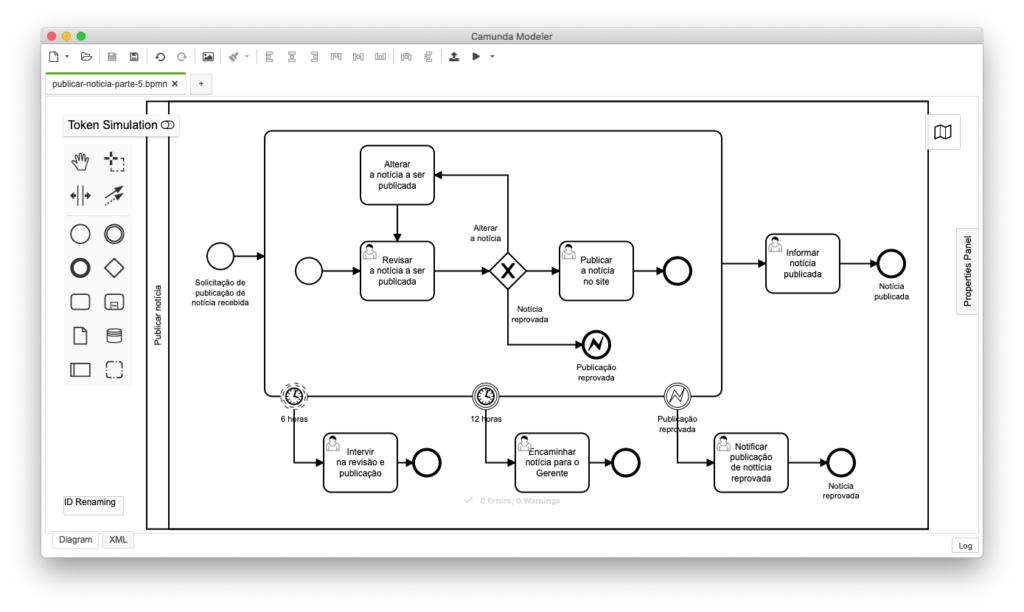 Camunda Modeler
publicar-noticia-parte-5.bpmn ✕
+
Token Simulation
Publicar notícia
Solicitação de
publicação de
notícia recebida
Alterar
a notícia a ser
publicada
Revisar
a notícia a ser
publicada
Alterar
a notícia
X
Notícia
reprovada
Publicar
a notícia
no site
Publicação
reprovada
Informar
notícia
publicada
Notícia
publicada
Properties Panel
6 horas
12 horas
Publicação
reprovada
Intervir
na revisão e
publicação
Encaminhar
notícia para o
Gerente
Notificar
publicação
de nottícia
reprovada
Notícia
reprovada
ID Renaming
0 Errors, 0 Warnings
Diagram
XML
Log